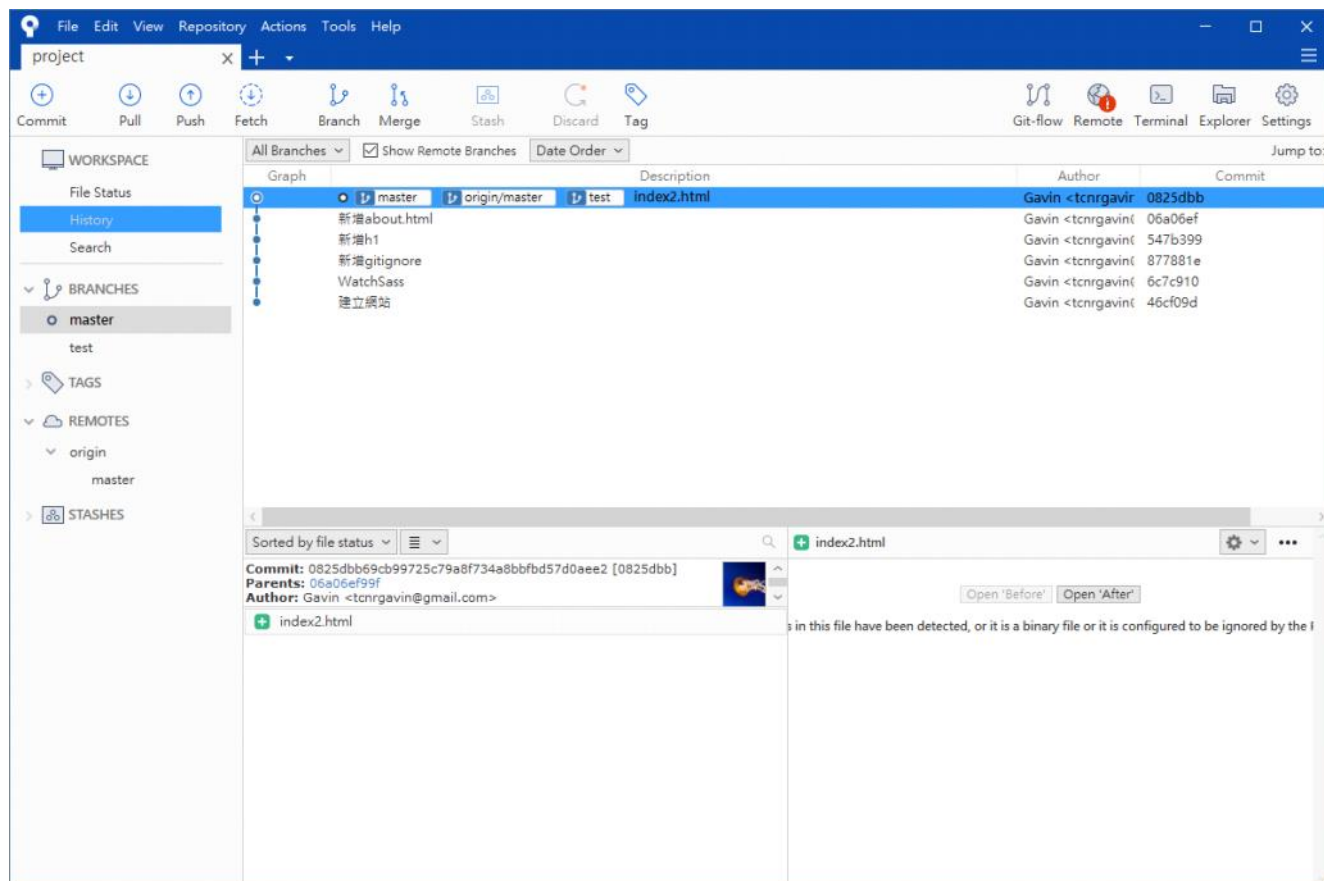 File Edit View Repository Actions Tools Help
project
Commit Pull Push Fetch Branch Merge Stash Discard Tag Git-flow Remote Terminal Explorer Settings
WORKSPACE
File Status
History
Search
BRANCHES
master
test
TAGS
REMOTES
origin
master
STASHES
All Branches Show Remote Branches Date Order Jump to:
Graph Description Author Commit
master origin/master test index2.html Gavin <tcnrgavir 0825dbb
新增about.html Gavin <tcnrgavin( 06a06ef
新增h1 Gavin <tcnrgavin( 547b399
新增gitignore Gavin <tcnrgavin( 877881e
WatchSass Gavin <tcnrgavin( 6c7c910
建立網站 Gavin <tcnrgavin( 46cf09d
Sorted by file status
Commit: 0825dbb69cb99725c79a8f734a8bbfbd57d0aee2 [0825dbb]
Parents: 06a06ef99f
Author: Gavin <tcnrgavin@gmail.com>
index2.html
index2.html
Open 'Before' Open 'After'
s in this file have been detected, or it is a binary file or it is configured to be ignored by the